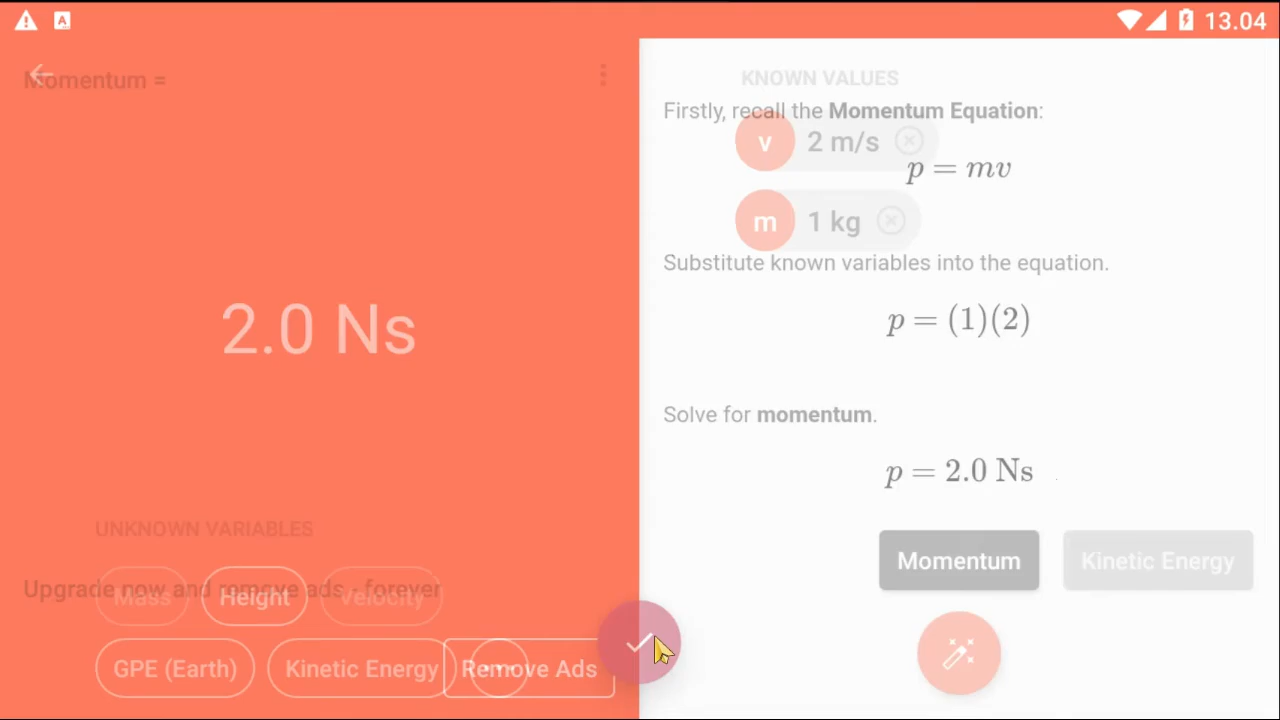 13.04
Momentum =
KNOWN VALUES
Firstly, recall the Momentum Equation:
v 2 m/s
p = mv
m 1 kg
Substitute known variables into the equation.
2.0 Ns
p = (1)(2)
Solve for momentum.
p = 2.0 Ns
UNKNOWN VARIABLES
Momentum
Kinetic Energy
Upgrade now and remove ads - forever
Mass
Height
Velocity
GPE (Earth)
Kinetic Energy
Remove Ads